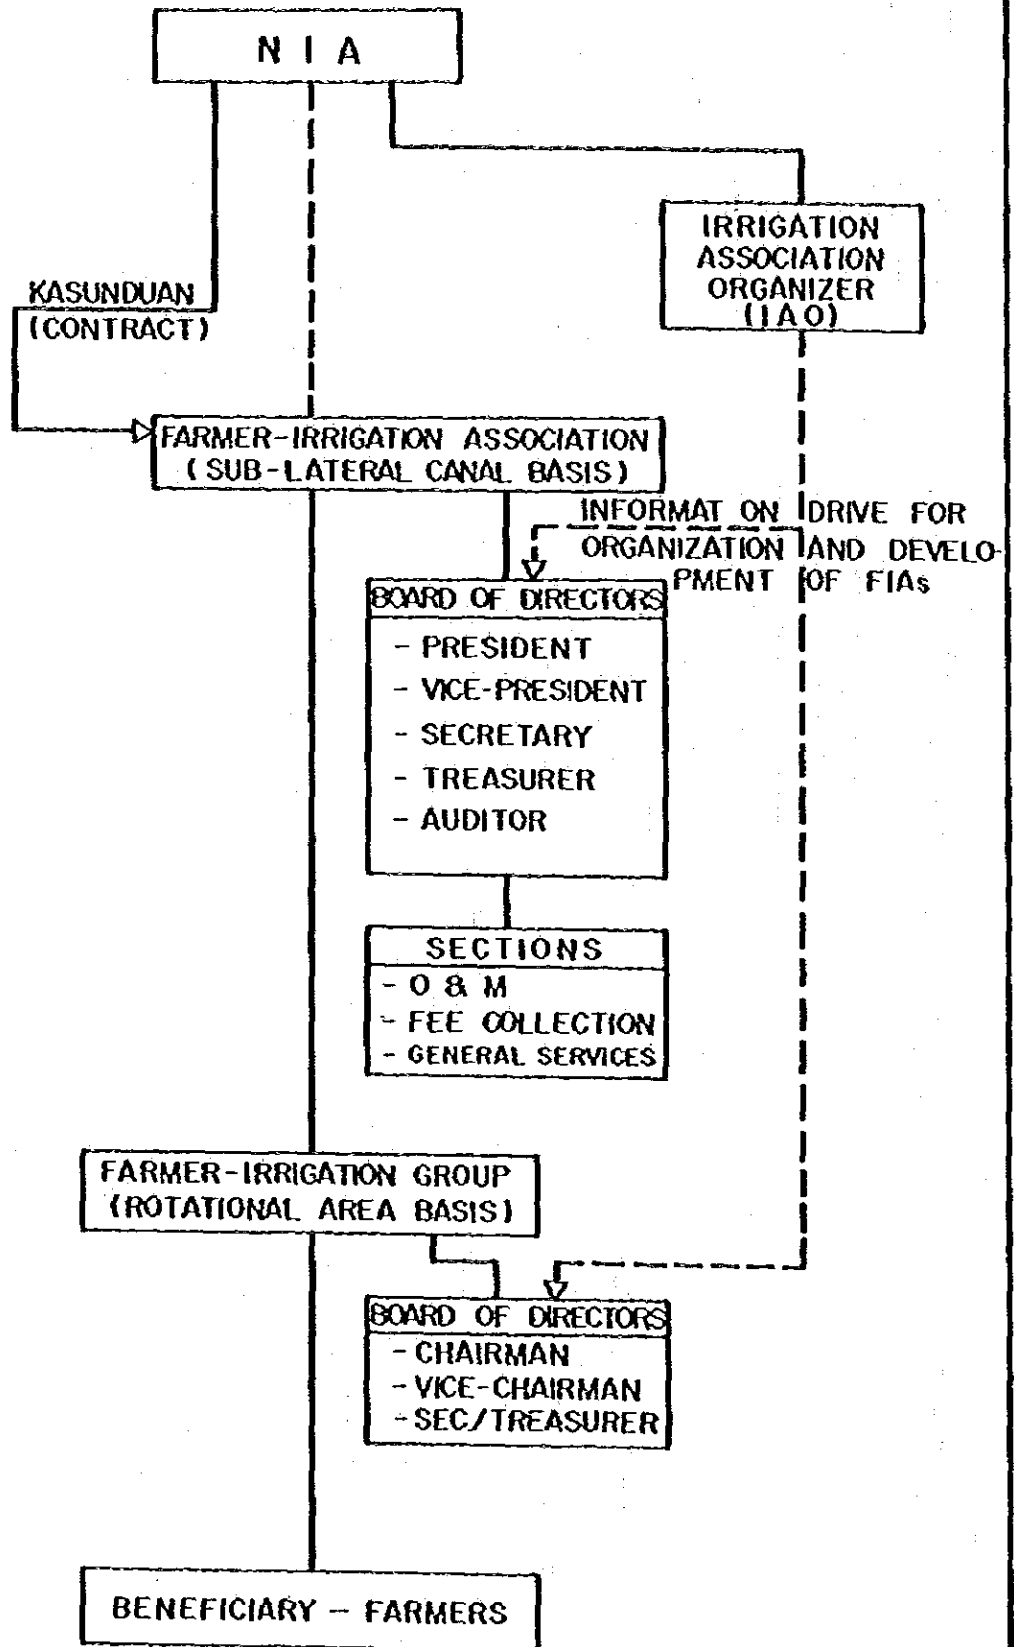 NIA
IRRIGATION
ASSOCIATION
ORGANIZER
(IAO)
KASUNDUAN
(CONTRACT)
FARMER-IRRIGATION ASSOCIATION
(SUB-LATERAL CANAL BASIS)
INFORMAT ON DRIVE FOR
ORGANIZATION AND DEVELO-
PMENT OF FIAs
BOARD OF DIRECTORS
- PRESIDENT
- VICE-PRESIDENT
- SECRETARY
- TREASURER
- AUDITOR
SECTIONS
- O & M
- FEE COLLECTION
- GENERAL SERVICES
FARMER-IRRIGATION GROUP
(ROTATIONAL AREA BASIS)
BOARD OF DIRECTORS
- CHAIRMAN
- VICE-CHAIRMAN
- SEC/TREASURER
BENEFICIARY - FARMERS